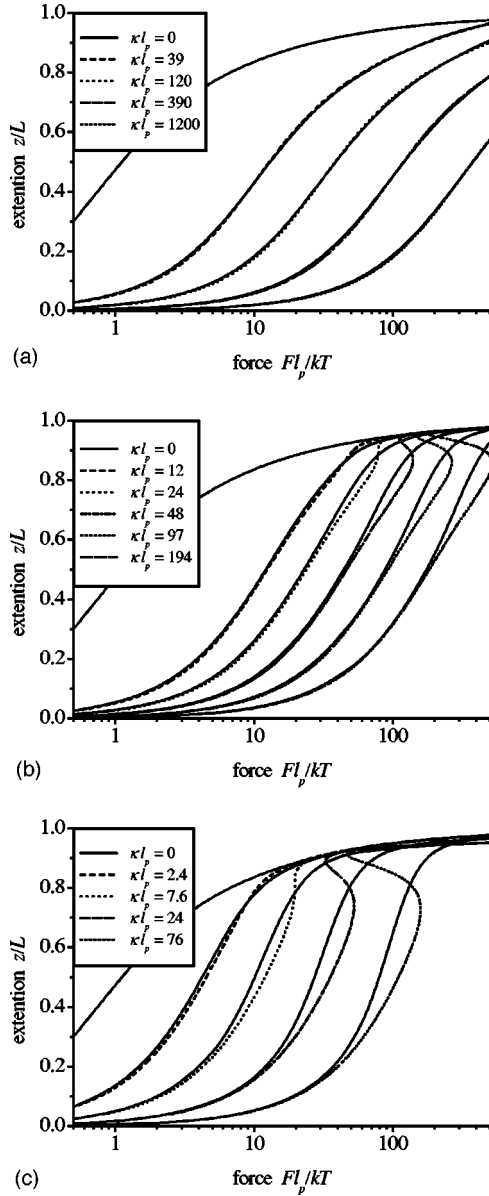 1.0
0.8
0.6
0.4
0.2
0.0
extention z/L
κl_p = 0
κl_p = 39
κl_p = 120
κl_p = 390
κl_p = 1200
1 10 100
(a) force Fl_p/kT
1.0
0.8
0.6
0.4
0.2
0.0
extention z/L
κl_p = 0
κl_p = 12
κl_p = 24
κl_p = 48
κl_p = 97
κl_p = 194
1 10 100
(b) force Fl_p/kT
1.0
0.8
0.6
0.4
0.2
0.0
extention z/L
κl_p = 0
κl_p = 2.4
κl_p = 7.6
κl_p = 24
κl_p = 76
1 10 100
(c) force Fl_p/kT